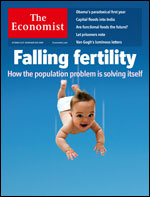 The
Economist
Obama's paradoxical first year
Capital floods into India
Are functional foods the future?
Let prisoners vote
Van Gogh's luminous letters
Falling fertility
How the population problem is solving itself